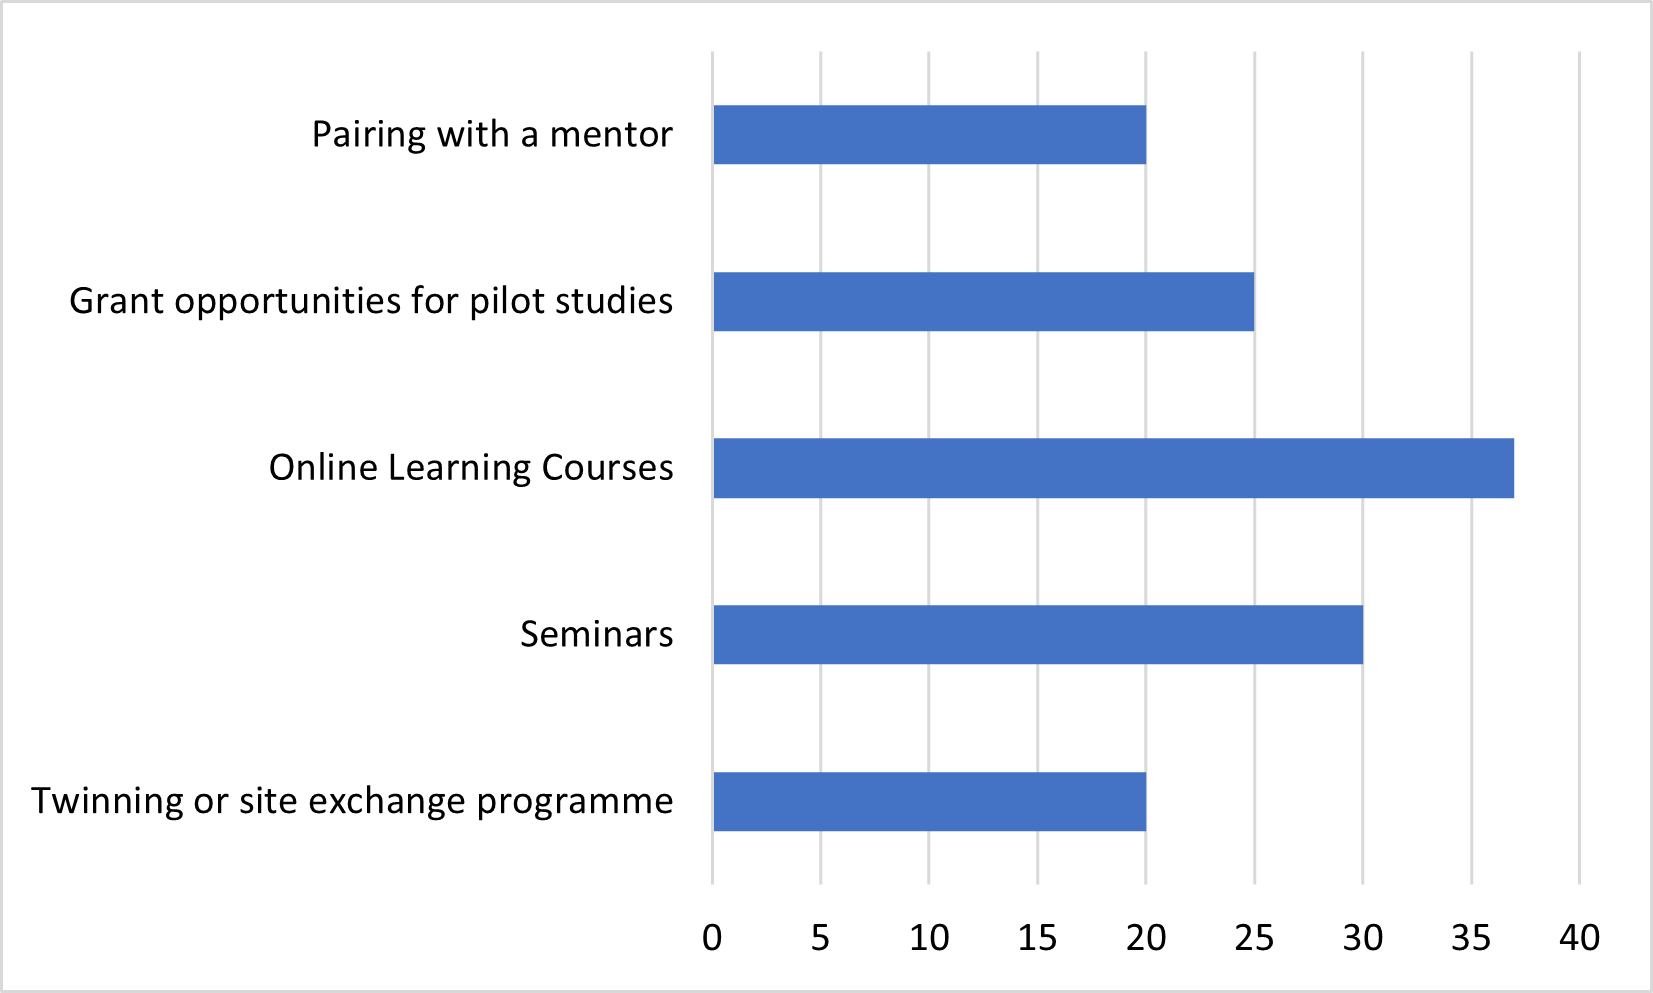 Pairing with a mentor
Grant opportunities for pilot studies
Online Learning Courses
Seminars
Twinning or site exchange programme
0 5 10 15 20 25 30 35 40